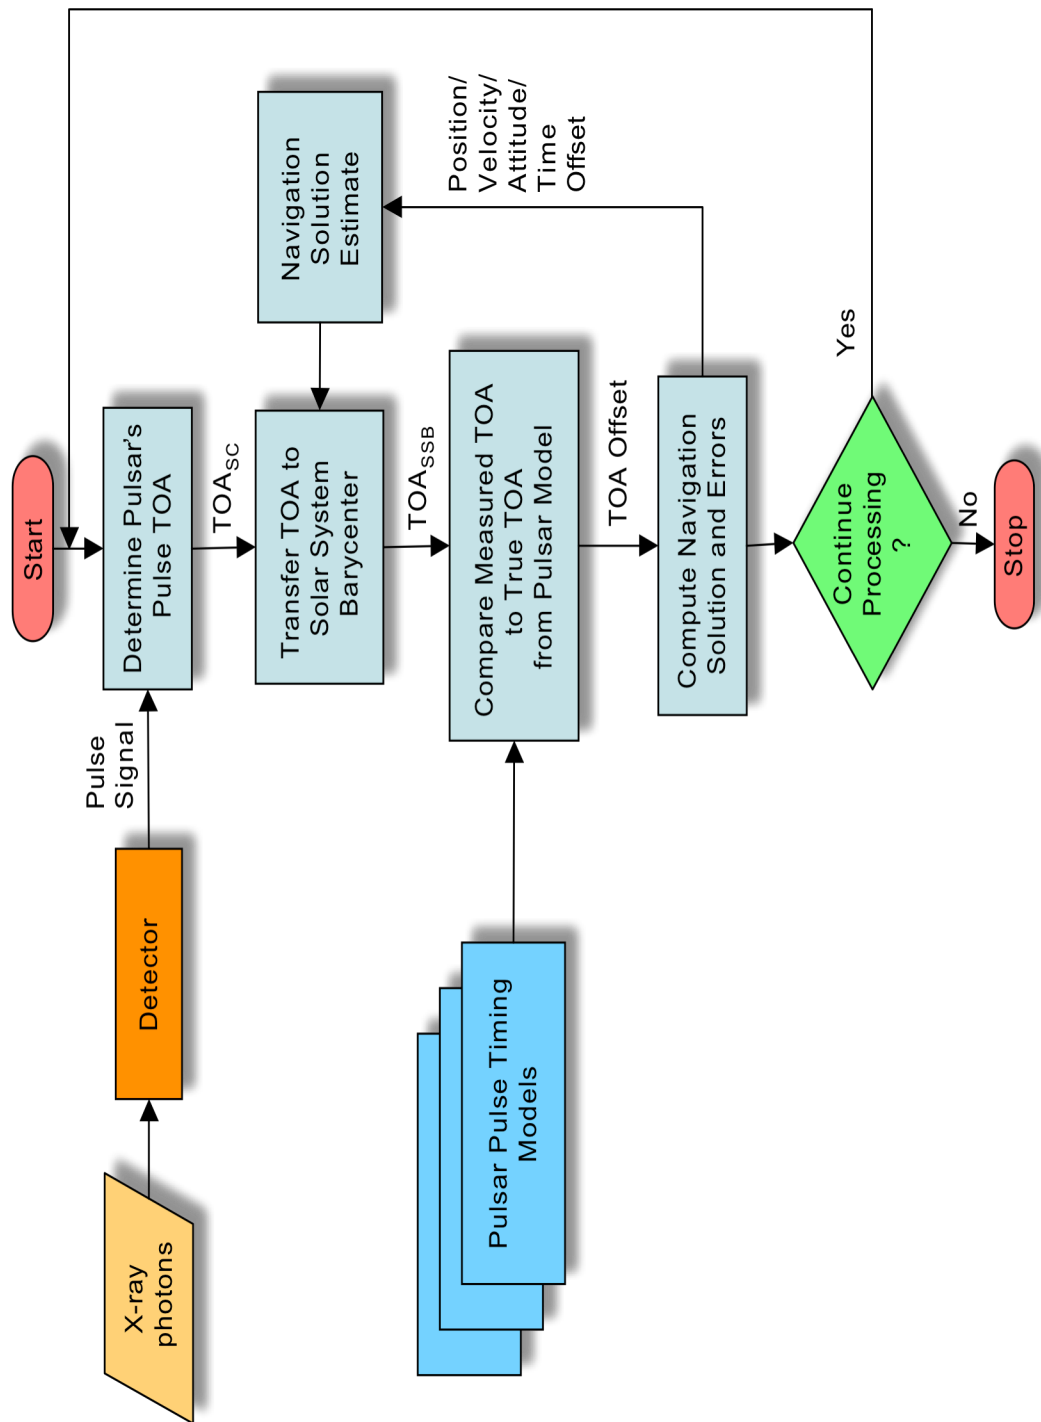 Start
X-ray
photons
Detector
Pulse
Signal
Determine Pulsar's
Pulse TOA
TOA_SC
Transfer TOA to
Solar System
Barycenter
Navigation
Solution
Estimate
TOA_SSB
Pulsar Pulse Timing
Models
Compare Measured TOA
to True TOA
from Pulsar Model
Position/
Velocity/
Attitude/
Time
Offset
TOA Offset
Compute Navigation
Solution and Errors
Continue
Processing
?
Yes
No
Stop